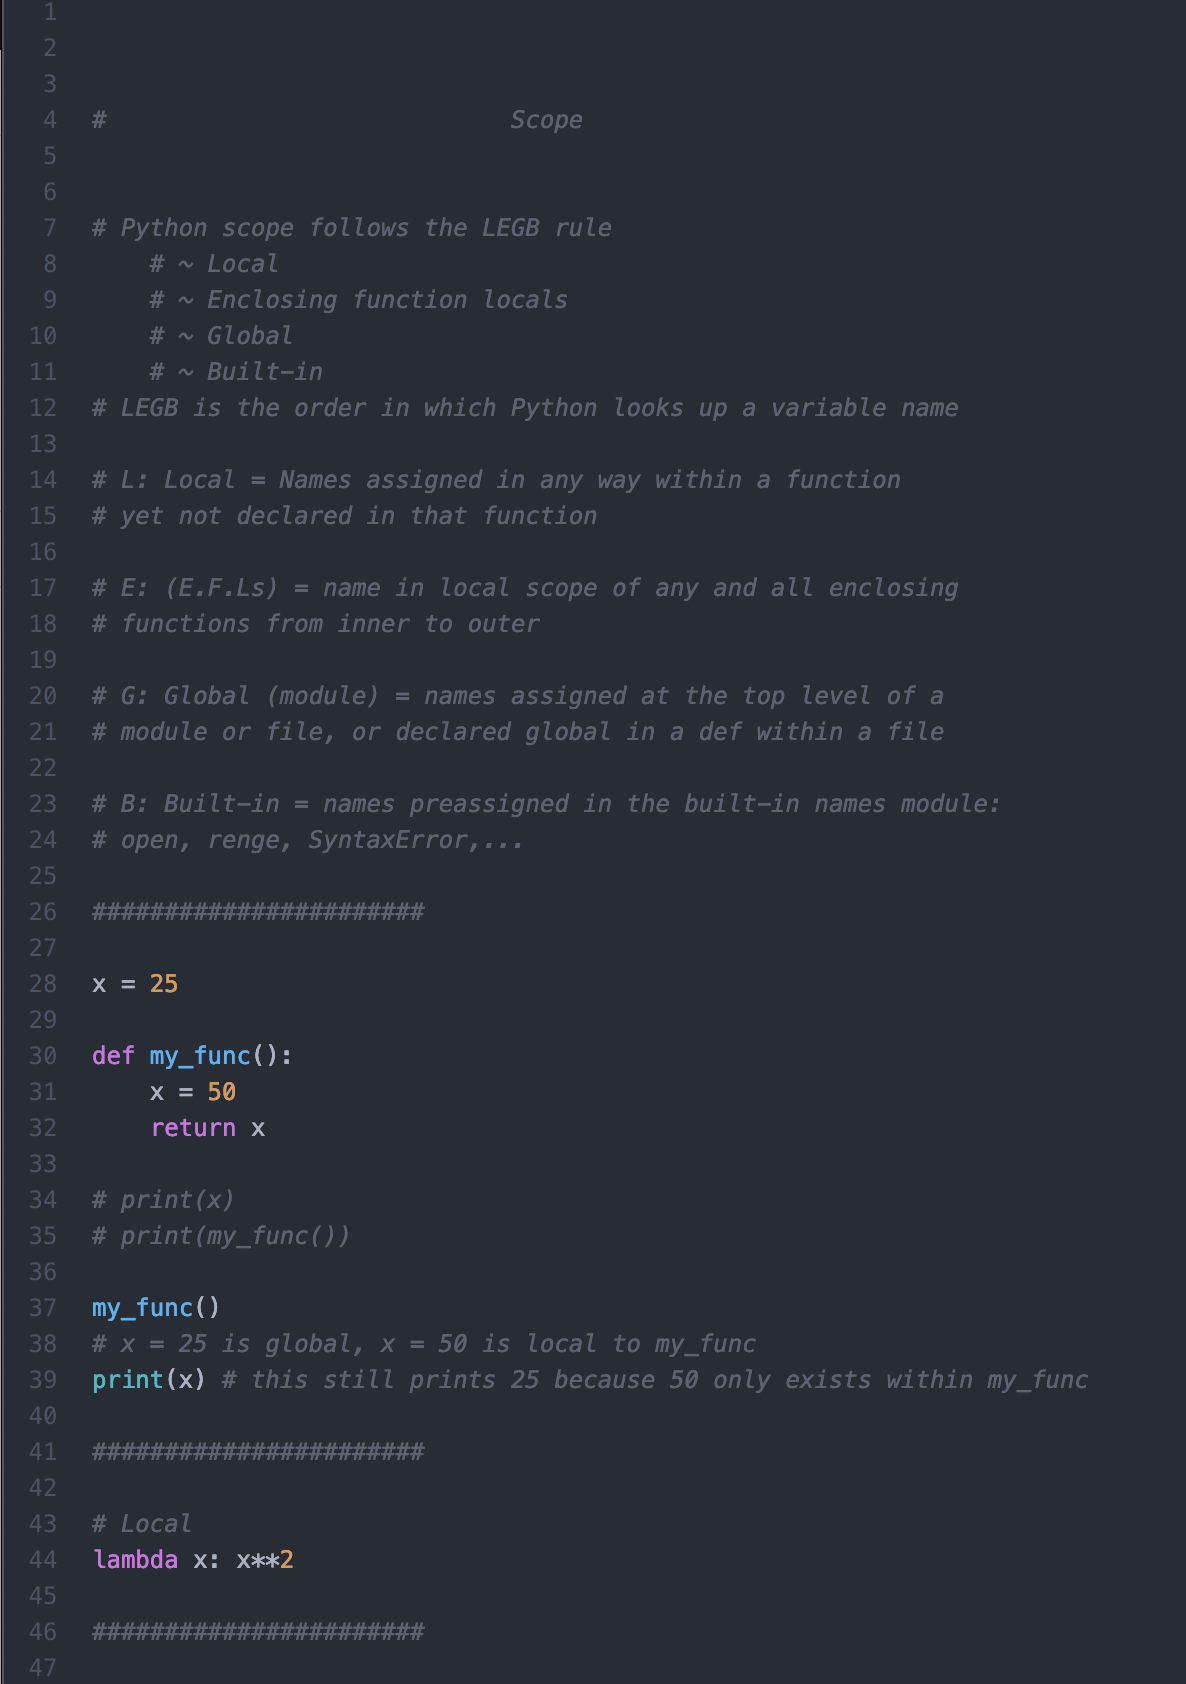 1
2
3
4 # Scope
5
6
7 # Python scope follows the LEGB rule
8 # ~ Local
9 # ~ Enclosing function locals
10 # ~ Global
11 # ~ Built-in
12 # LEGB is the order in which Python looks up a variable name
13
14 # L: Local = Names assigned in any way within a function
15 # yet not declared in that function
16
17 # E: (E.F.Ls) = name in local scope of any and all enclosing
18 # functions from inner to outer
19
20 # G: Global (module) = names assigned at the top level of a
21 # module or file, or declared global in a def within a file
22
23 # B: Built-in = names preassigned in the built-in names module:
24 # open, renge, SyntaxError,...
25
26 #######################
27
28 x = 25
29
30 def my_func():
31     x = 50
32     return x
33
34 # print(x)
35 # print(my_func())
36
37 my_func()
38 # x = 25 is global, x = 50 is local to my_func
39 print(x) # this still prints 25 because 50 only exists within my_func
40
41 #######################
42
43 # Local
44 lambda x: x**2
45
46 #######################
47